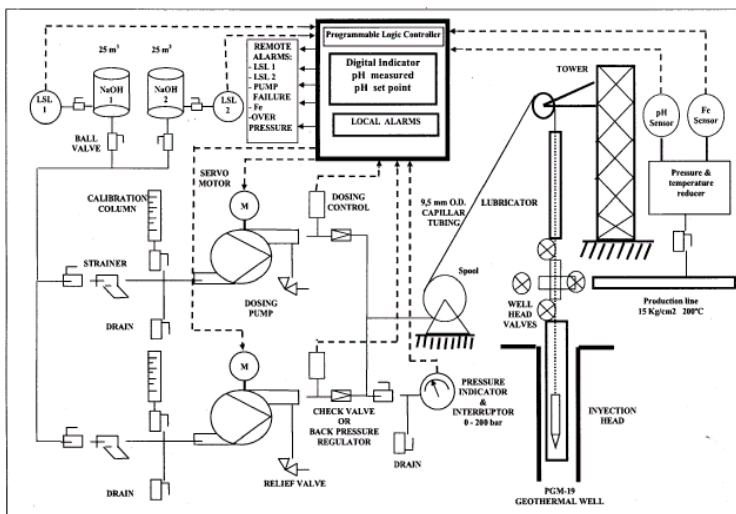 Programmable Logic Controller
Digital Indicator
pH measured
pH set point
LOCAL ALARMS
REMOTE
ALARMS:
- LSL 1
- LSL 2
- PUMP
FAILURE
- Fe
-OVER
PRESSURE
25 m³
25 m³
LSL
1
NaOH
1
NaOH
2
LSL
2
BALL
VALVE
TOWER
pH
Sensor
Fe
Sensor
Pressure &
temperature
reducer
SERVO
MOTOR
CALIBRATION
COLUMN
M
DOSING
CONTROL
9,5 mm O.D.
CAPILLAR
TUBING
LUBRICATOR
STRAINER
Spool
DOSING
PUMP
DRAIN
WELL
HEAD
VALVES
Production line
15 Kg/cm2 200ºC
M
CHECK VALVE
OR
BACK PRESSURE
REGULATOR
PRESSURE
INDICATOR
&
INTERRUPTOR
0 - 200 bar
INYECTION
HEAD
DRAIN
RELIEF VALVE
DRAIN
PGM-19
GEOTHERMAL WELL